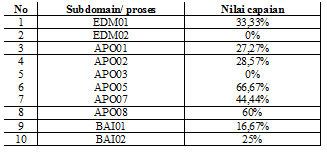 No Subdomain/ proses Nilai capaian
1 EDM01 33,33%
2 EDM02 0%
3 APO01 27,27%
4 APO02 28,57%
5 APO03 0%
6 APO05 66,67%
7 APO07 44,44%
8 APO08 60%
9 BAI01 16,67%
10 BAI02 25%